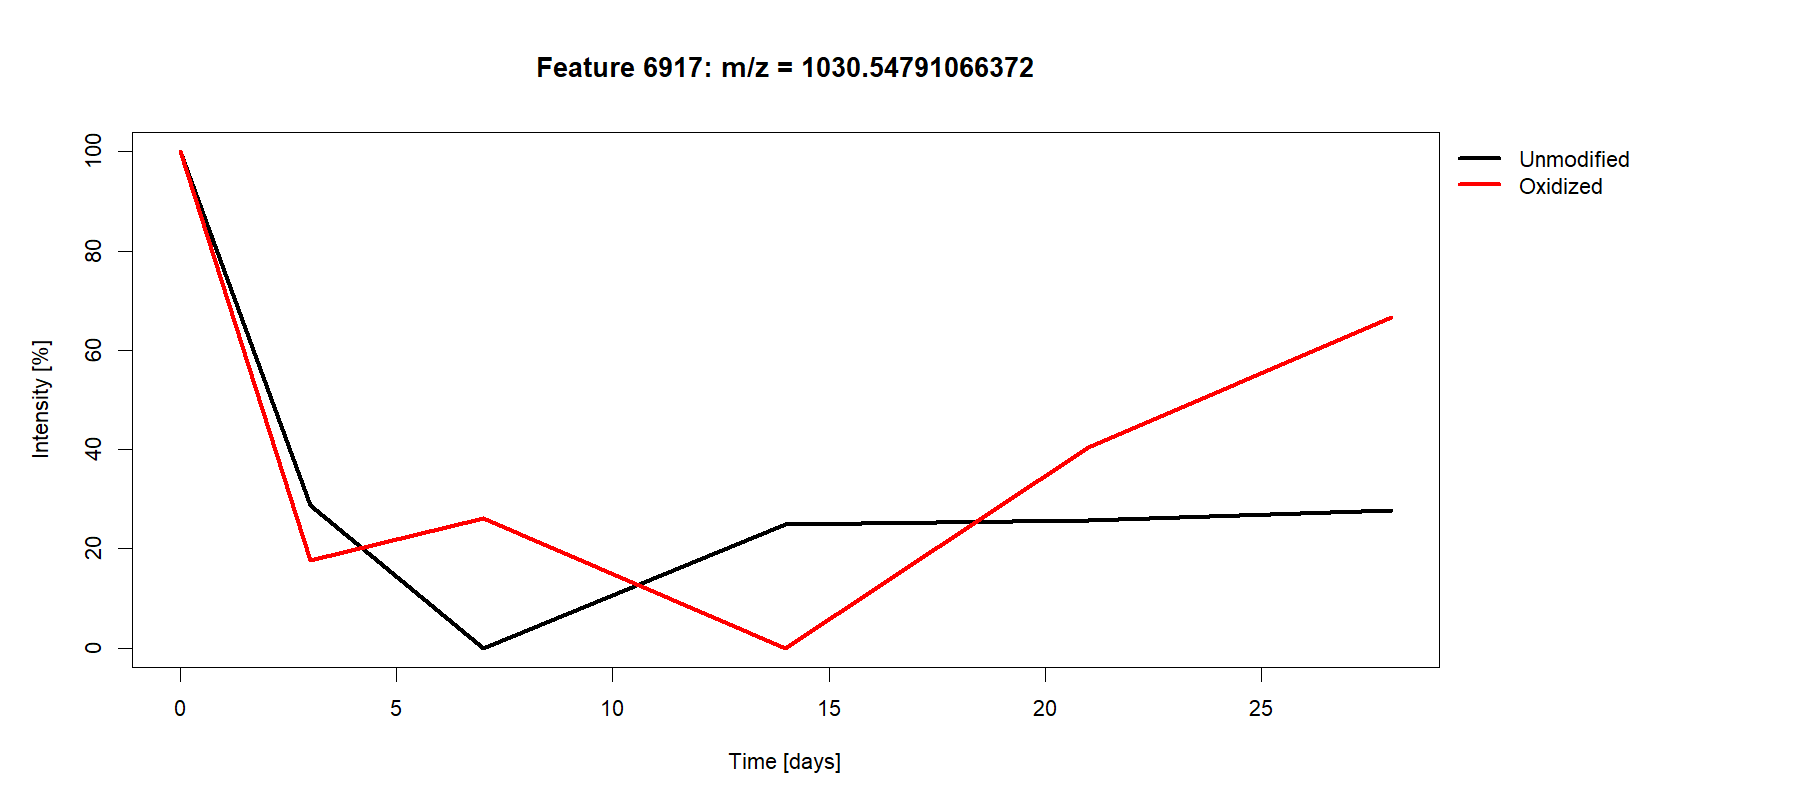 Feature 6917: m/z = 1030.54791066372
Unmodified
Oxidized
Intensity [%]
100
80
60
40
20
0
0 5 10 15 20 25
Time [days]